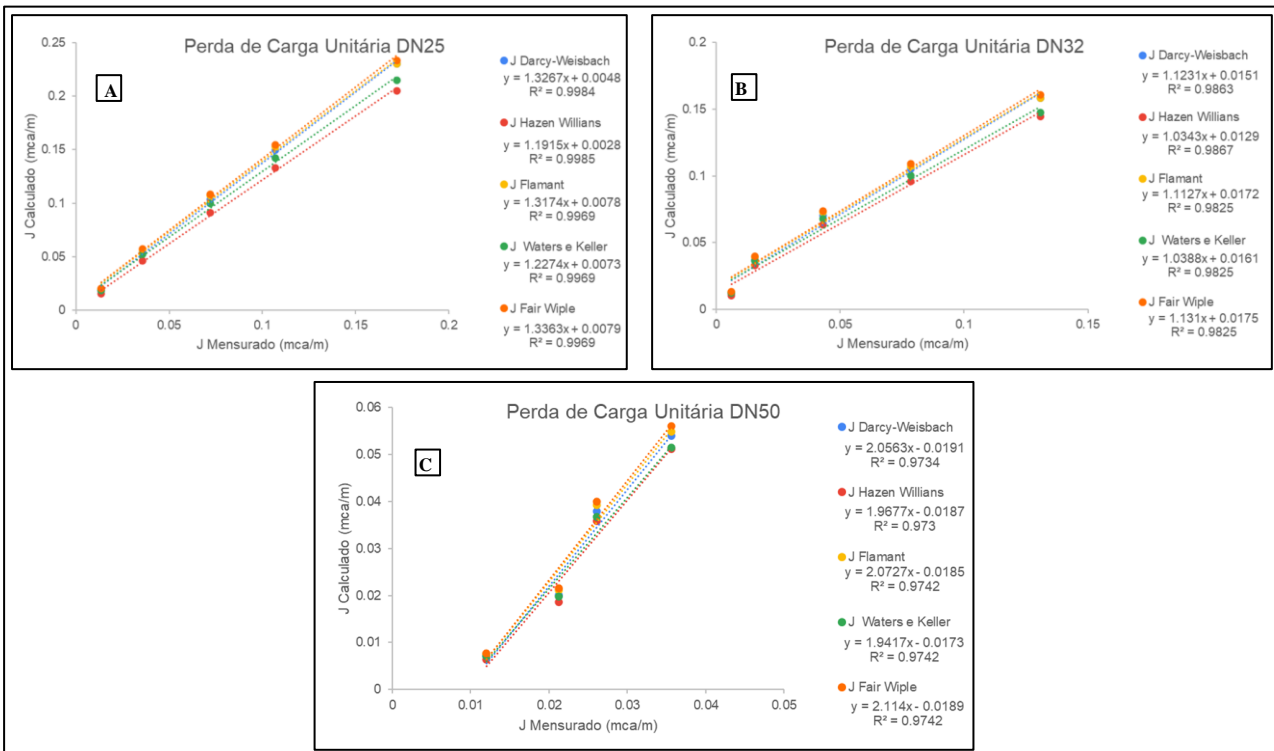 Perda de Carga Unitária DN25
A
J Calculado (mca/m)
0.25
0.2
0.15
0.1
0.05
0
0
0.05
0.1
0.15
0.2
J Mensurado (mca/m)
J Darcy-Weisbach
y = 1.3267x + 0.0048
R² = 0.9984
J Hazen Willians
y = 1.1915x + 0.0028
R² = 0.9985
J Flamant
y = 1.3174x + 0.0078
R² = 0.9969
J Waters e Keller
y = 1.2274x + 0.0073
R² = 0.9969
J Fair Wiple
y = 1.3363x + 0.0079
R² = 0.9969
Perda de Carga Unitária DN32
B
J Calculado (mca/m)
0.2
0.15
0.1
0.05
0
0
0.05
0.1
0.15
J Mensurado (mca/m)
J Darcy-Weisbach
y = 1.1231x + 0.0151
R² = 0.9863
J Hazen Willians
y = 1.0343x + 0.0129
R² = 0.9867
J Flamant
y = 1.1127x + 0.0172
R² = 0.9825
J Waters e Keller
y = 1.0388x + 0.0161
R² = 0.9825
J Fair Wiple
y = 1.131x + 0.0175
R² = 0.9825
Perda de Carga Unitária DN50
C
J Calculado (mca/m)
0.06
0.05
0.04
0.03
0.02
0.01
0
0
0.01
0.02
0.03
0.04
0.05
J Mensurado (mca/m)
J Darcy-Weisbach
y = 2.0563x - 0.0191
R² = 0.9734
J Hazen Willians
y = 1.9677x - 0.0187
R² = 0.973
J Flamant
y = 2.0727x - 0.0185
R² = 0.9742
J Waters e Keller
y = 1.9417x - 0.0173
R² = 0.9742
J Fair Wiple
y = 2.114x - 0.0189
R² = 0.9742